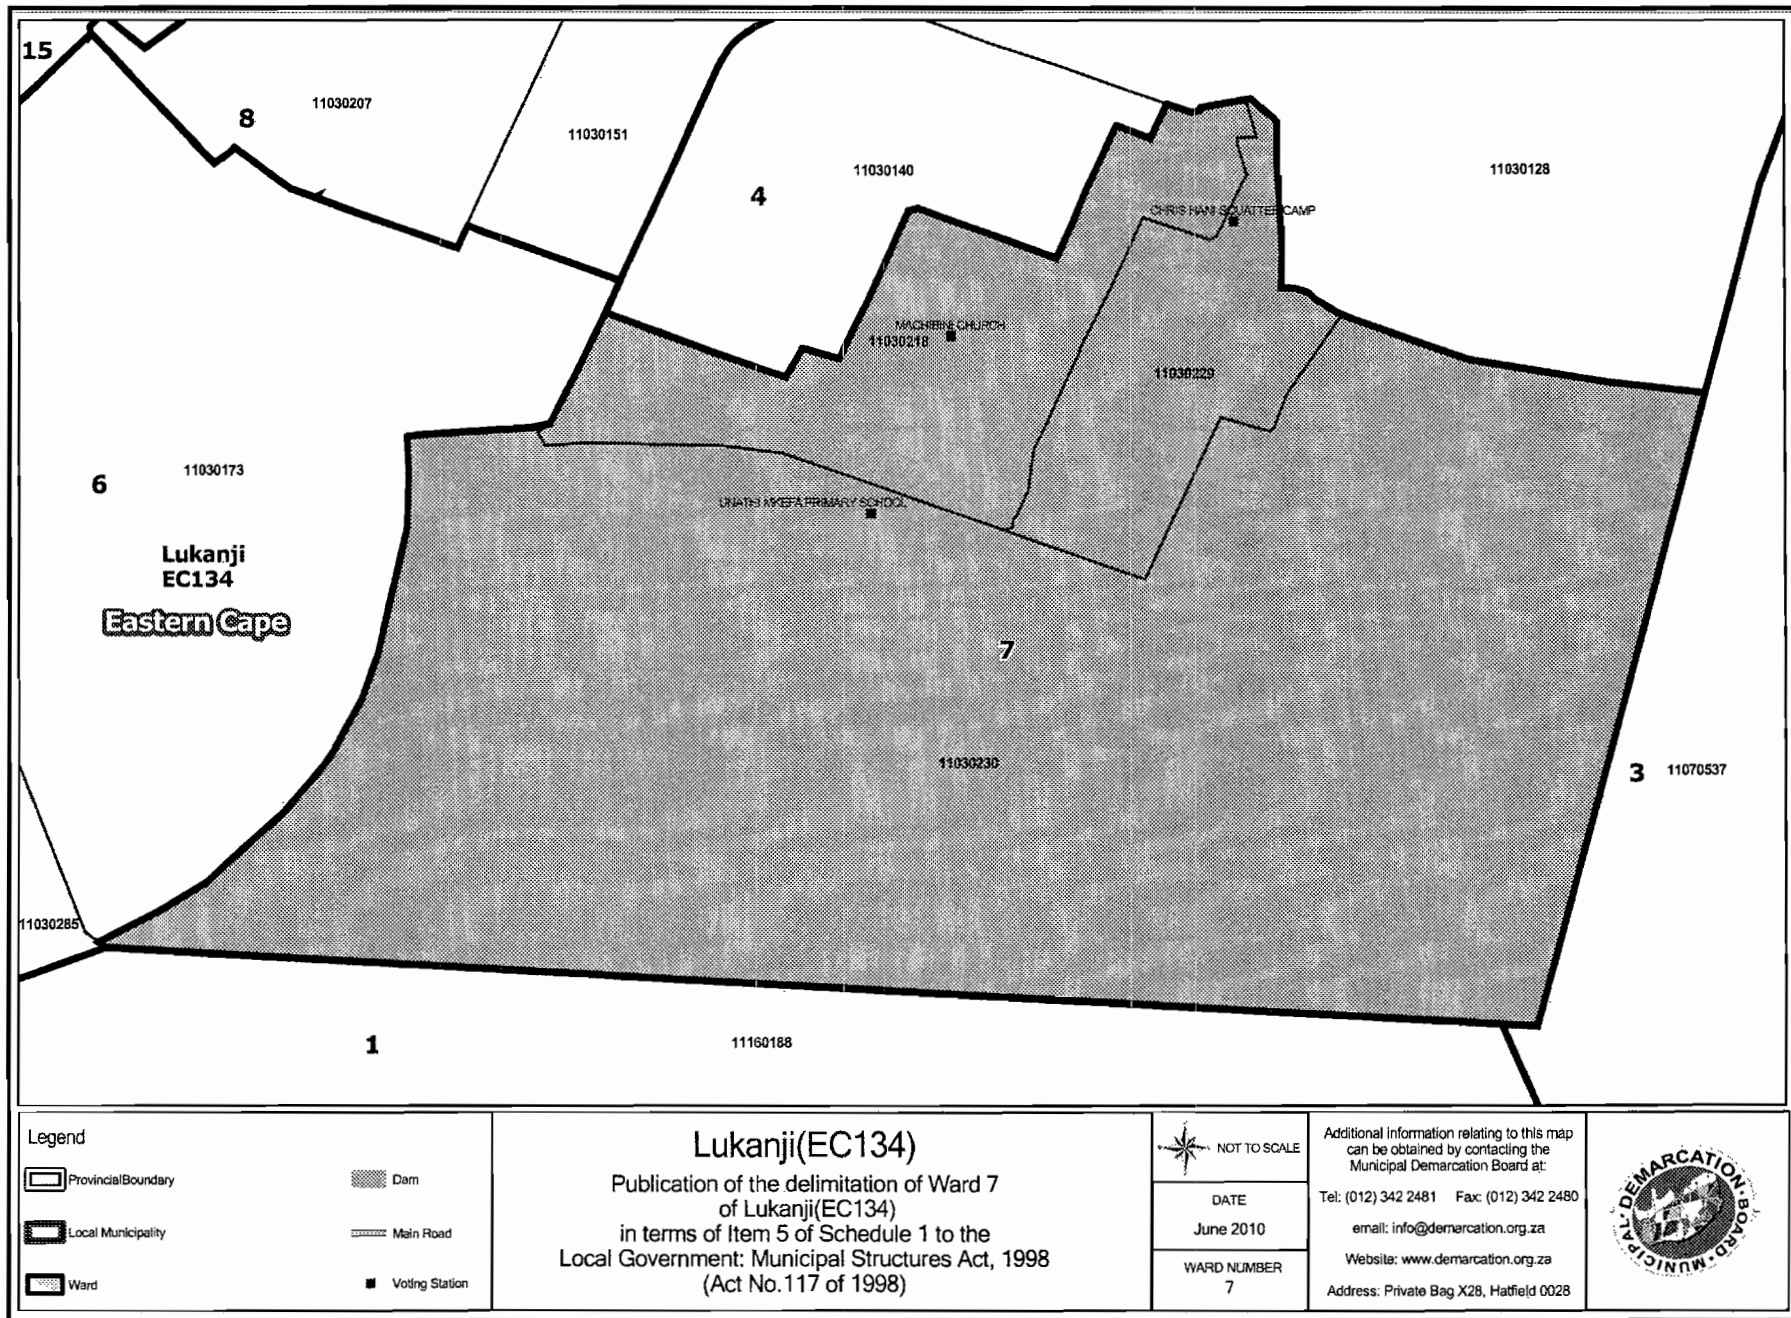 15
8
11030207
11030151
4
11030140
11030128
CHRIS HANI SQUATTER CAMP
MACHIBINI CHURCH
11030218
11030229
6
11030173
PRIMARY SCHOOL
Lukanji
EC134
Eastern Cape
7
11030230
3
11070537
11030285
1
11160188
Legend
ProvincialBoundary
Local Municipality
Ward
Dam
Main Road
Voting Station
Lukanji(EC134)
Publication of the delimitation of Ward 7
of Lukanji(EC134)
in terms of Item 5 of Schedule 1 to the
Local Government: Municipal Structures Act, 1998
(Act No.117 of 1998)
NOT TO SCALE
DATE
June 2010
WARD NUMBER
7
Additional information relating to this map
can be obtained by contacting the
Municipal Demarcation Board at:
Tel: (012) 342 2481 Fax: (012) 342 2480
email: info@demarcation.org.za
Website: www.demarcation.org.za
Address: Private Bag X28, Hatfield 0028
MUNICIPAL DEMARCATION BOARD